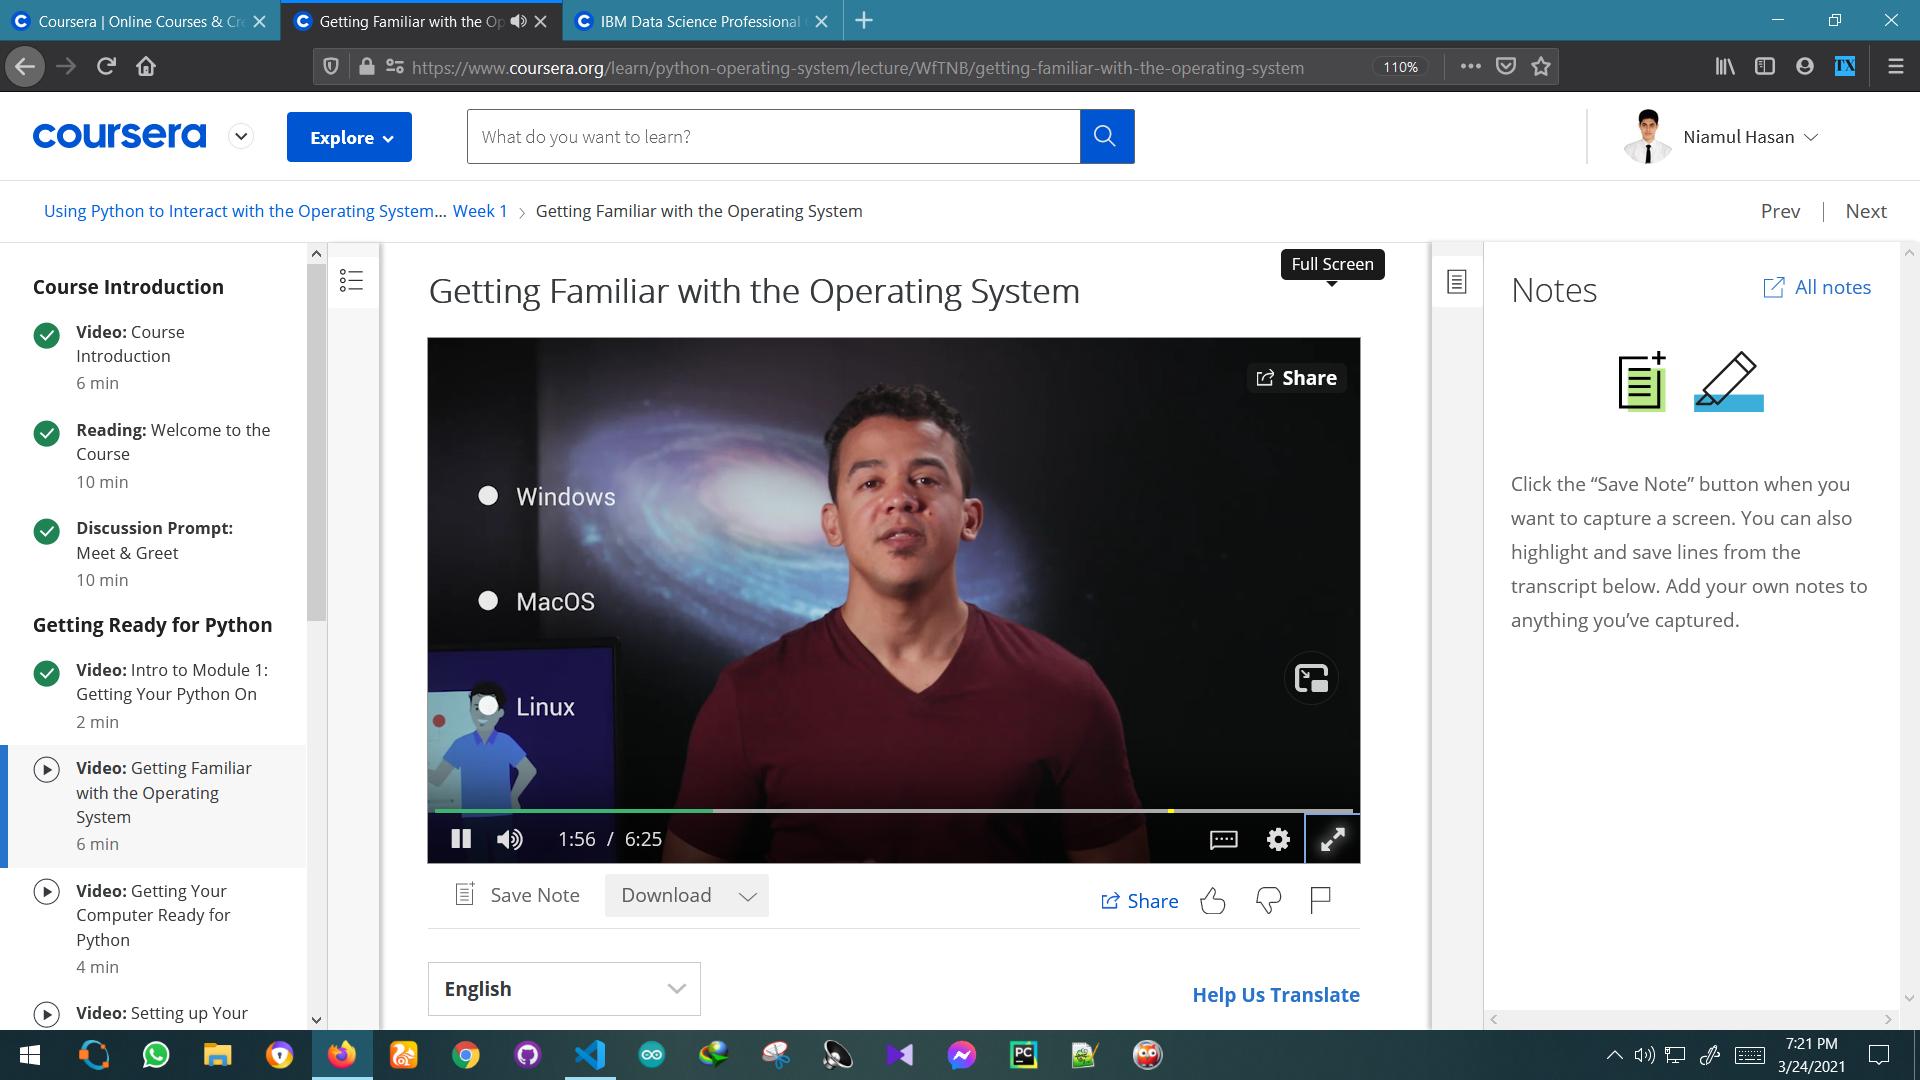 Coursera | Online Courses & Cre
Getting Familiar with the Op
IBM Data Science Professional
https://www.coursera.org/learn/python-operating-system/lecture/WfTNB/getting-familiar-with-the-operating-system
110%
TX
coursera
Explore
What do you want to learn?
Niamul Hasan
Using Python to Interact with the Operating System... Week 1 > Getting Familiar with the Operating System
Prev | Next
Course Introduction
Video: Course
Introduction
6 min
Reading: Welcome to the
Course
10 min
Discussion Prompt:
Meet & Greet
10 min
Getting Ready for Python
Video: Intro to Module 1:
Getting Your Python On
2 min
Video: Getting Familiar
with the Operating
System
6 min
Video: Getting Your
Computer Ready for
Python
4 min
Video: Setting up Your
Full Screen
Getting Familiar with the Operating System
Share
Windows
MacOS
Linux
1:56 / 6:25
Save Note
Download
Share
English
Help Us Translate
Notes
All notes
Click the “Save Note” button when you
want to capture a screen. You can also
highlight and save lines from the
transcript below. Add your own notes to
anything you’ve captured.
PC
7:21 PM
3/24/2021